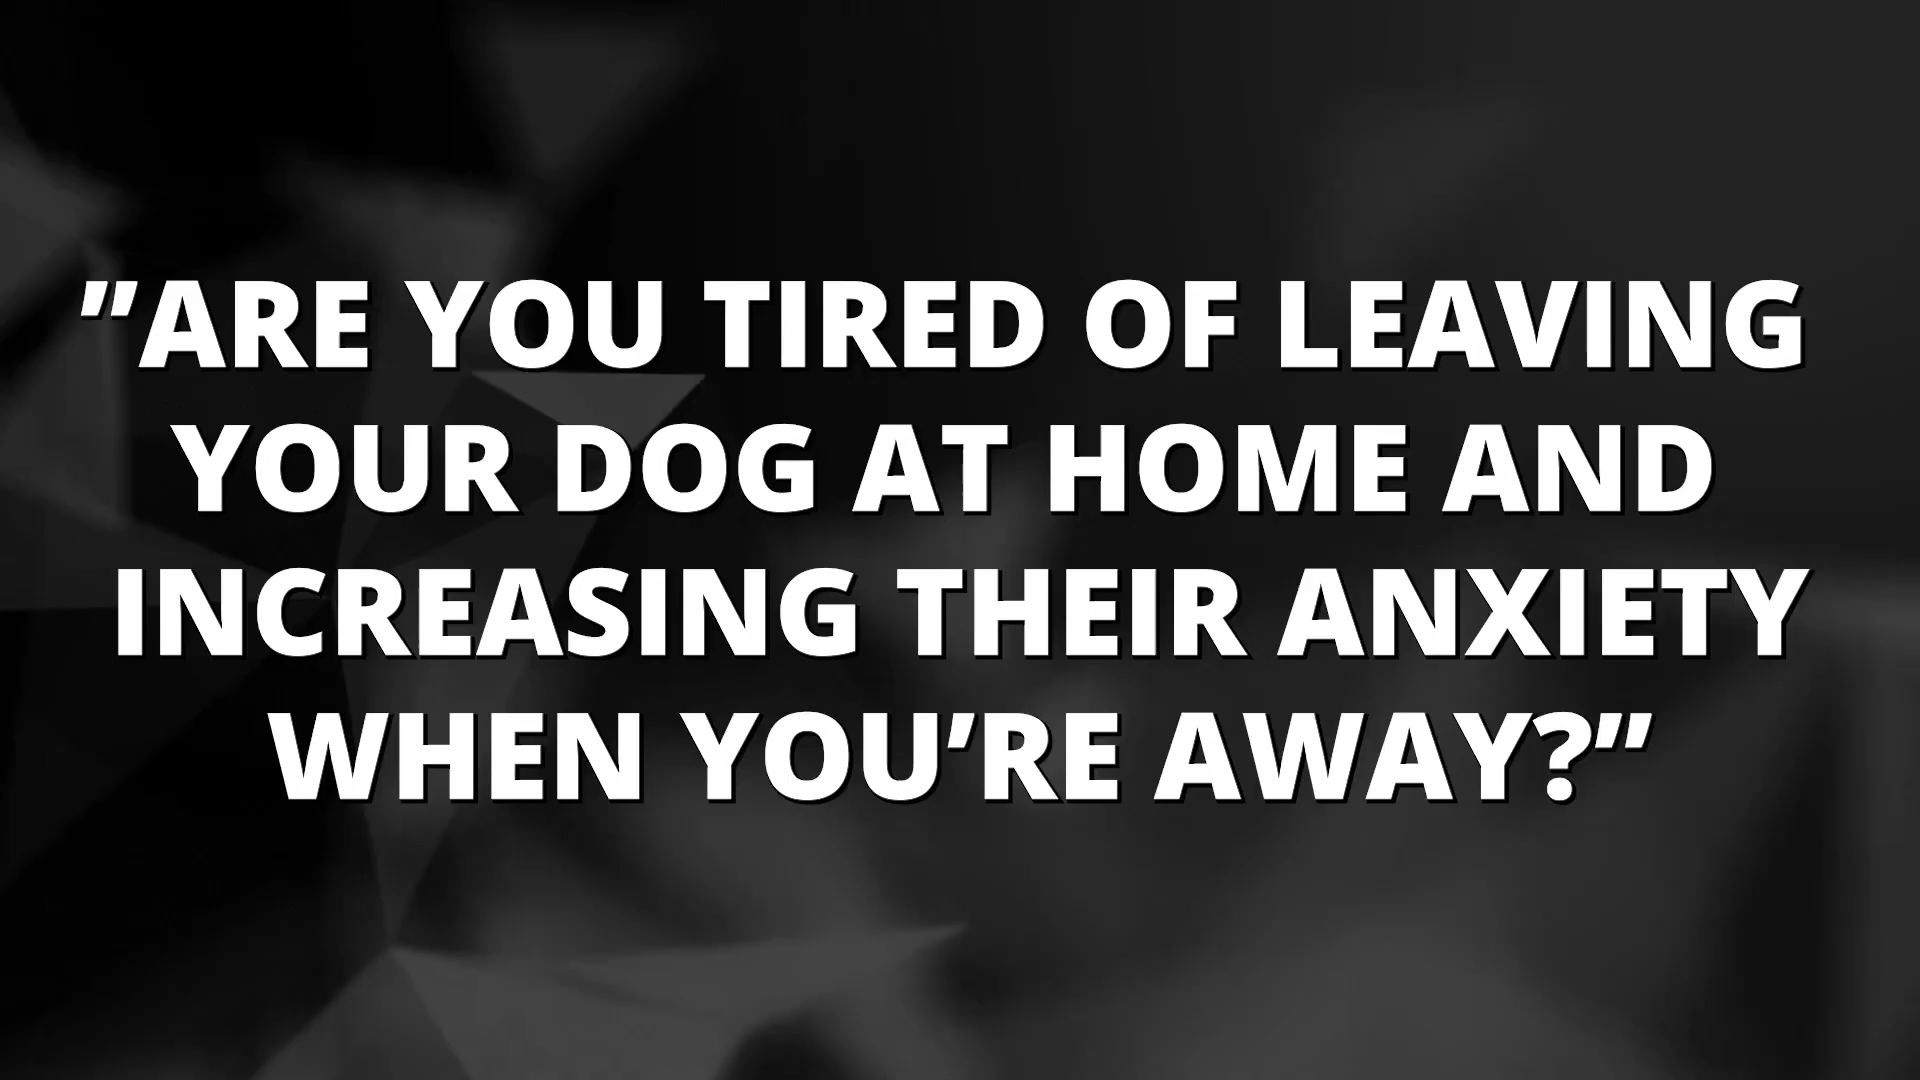 ”ARE YOU TIRED OF LEAVING
YOUR DOG AT HOME AND
INCREASING THEIR ANXIETY
WHEN YOU’RE AWAY?”